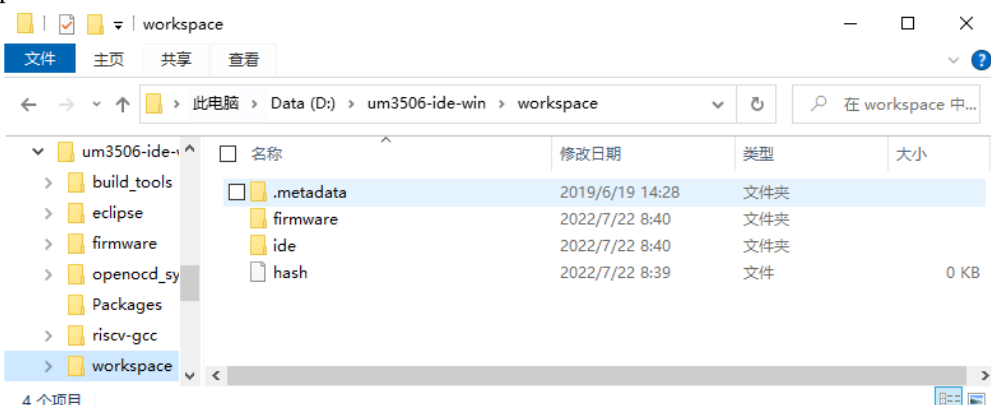 workspace
文件 主页 共享 查看
此电脑 › Data (D:) › um3506-ide-win › workspace
在 workspace 中...
um3506-ide-
build_tools
eclipse
firmware
openocd_sy
Packages
riscv-gcc
workspace
名称 修改日期 类型 大小
.metadata 2019/6/19 14:28 文件夹
firmware 2022/7/22 8:40 文件夹
ide 2022/7/22 8:40 文件夹
hash 2022/7/22 8:39 文件 0 KB
4 个项目